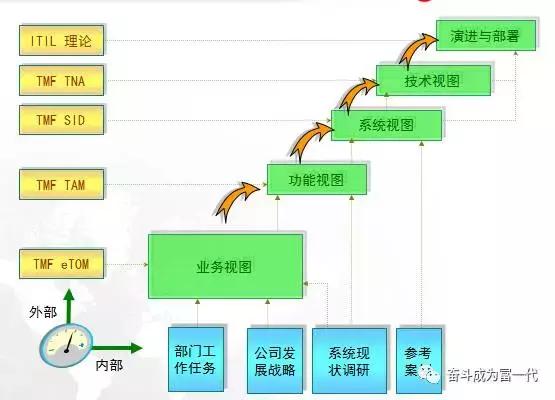 ITIL 理论
演进与部署
TMF TNA
技术视图
TMF SID
系统视图
TMF TAM
功能视图
TMF eTOM
业务视图
外部
内部
部门工
作任务
公司发
展战略
系统现
状调研
参考
案
奋斗成为富一代